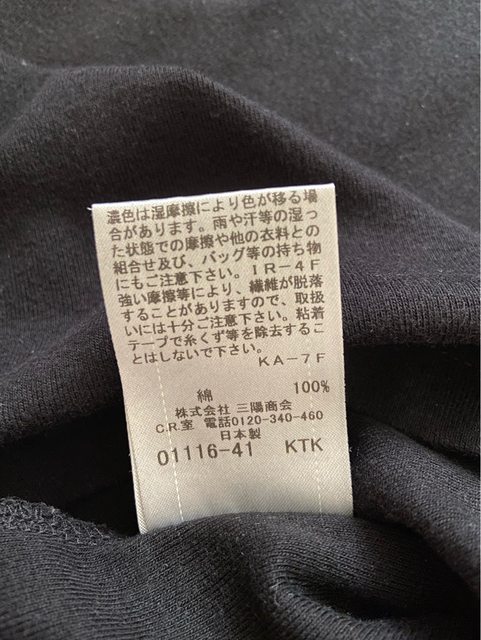 濃色は湿摩擦により色が移る場
合があります。雨や汗等の湿っ
た状態での摩擦や他の衣料との
組合せ及び、バッグ等の持ち物
にもご注意下さい。IR-4F
強い摩擦等により、繊維が脱落
することがありますので、取扱
いには十分ご注意下さい。粘着
テープで糸くず等を除去するこ
とはしないで下さい。
KA-7F
綿 100%
株式会社 三陽商会
C.R.室 電話0120-340-460
日本製
01116-41 KTK